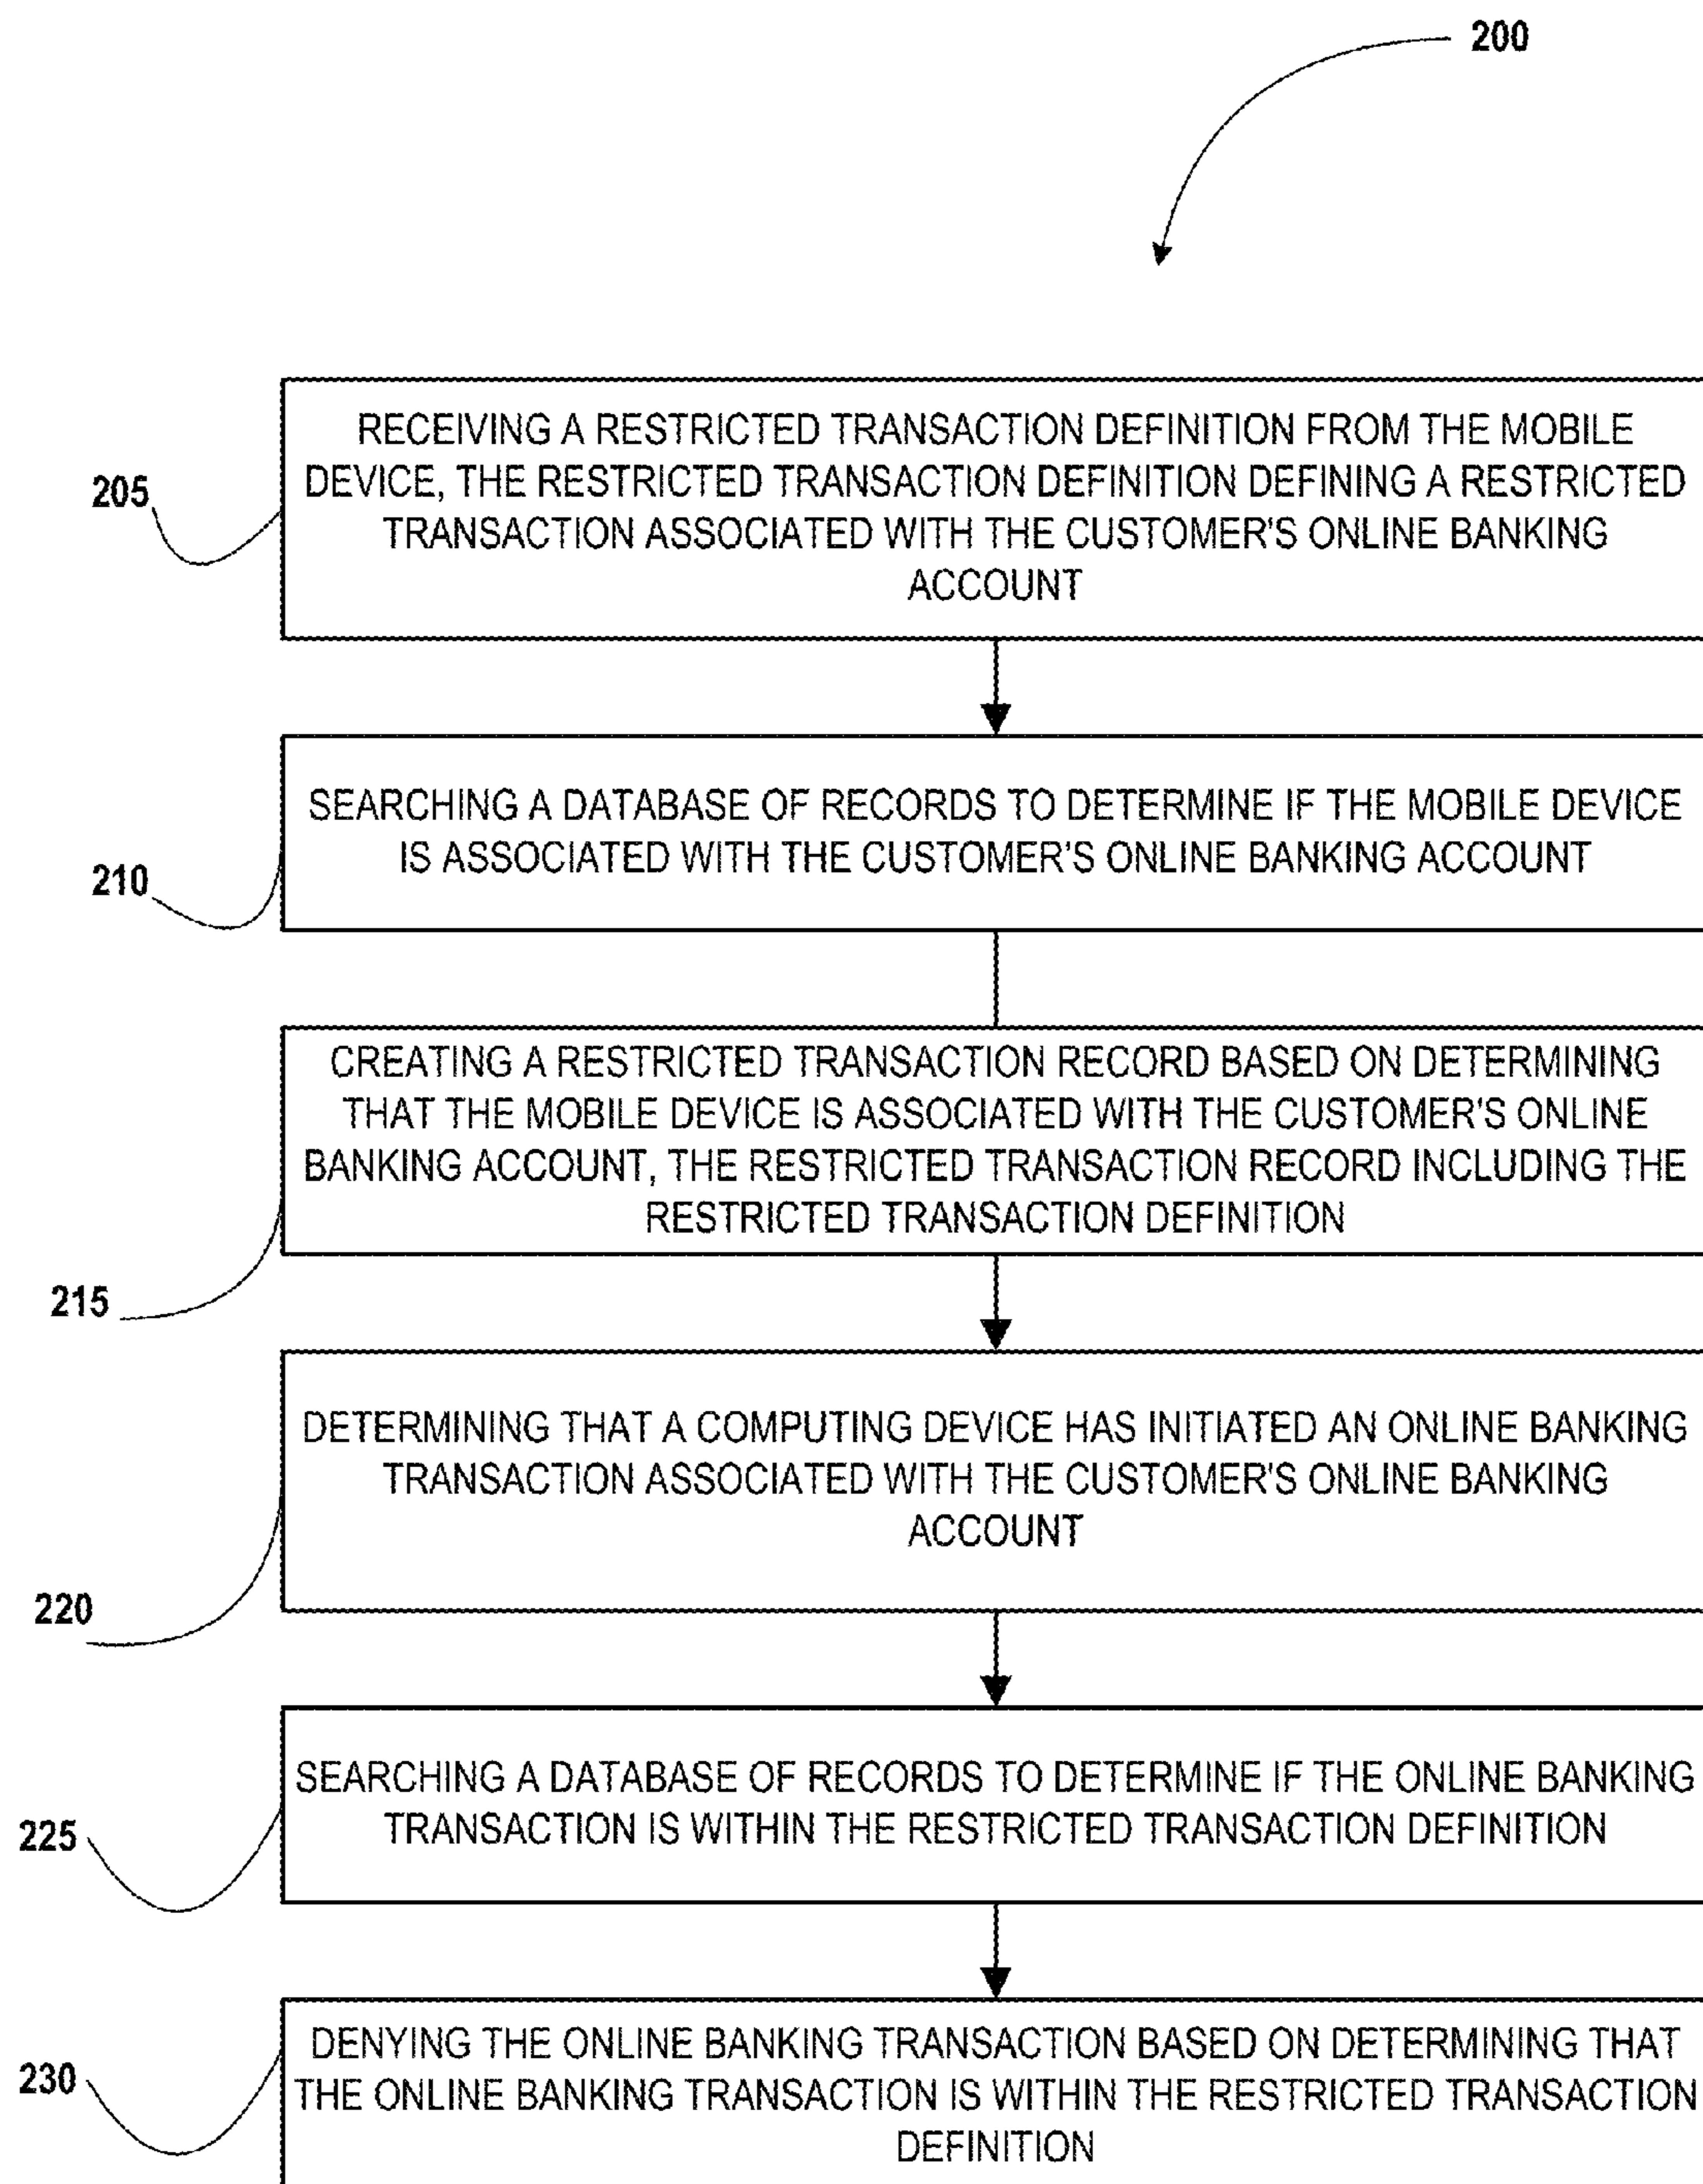 200
205
RECEIVING A RESTRICTED TRANSACTION DEFINITION FROM THE MOBILE
DEVICE, THE RESTRICTED TRANSACTION DEFINITION DEFINING A RESTRICTED
TRANSACTION ASSOCIATED WITH THE CUSTOMER'S ONLINE BANKING
ACCOUNT
210
SEARCHING A DATABASE OF RECORDS TO DETERMINE IF THE MOBILE DEVICE
IS ASSOCIATED WITH THE CUSTOMER'S ONLINE BANKING ACCOUNT
215
CREATING A RESTRICTED TRANSACTION RECORD BASED ON DETERMINING
THAT THE MOBILE DEVICE IS ASSOCIATED WITH THE CUSTOMER'S ONLINE
BANKING ACCOUNT, THE RESTRICTED TRANSACTION RECORD INCLUDING THE
RESTRICTED TRANSACTION DEFINITION
220
DETERMINING THAT A COMPUTING DEVICE HAS INITIATED AN ONLINE BANKING
TRANSACTION ASSOCIATED WITH THE CUSTOMER'S ONLINE BANKING
ACCOUNT
225
SEARCHING A DATABASE OF RECORDS TO DETERMINE IF THE ONLINE BANKING
TRANSACTION IS WITHIN THE RESTRICTED TRANSACTION DEFINITION
230
DENYING THE ONLINE BANKING TRANSACTION BASED ON DETERMINING THAT
THE ONLINE BANKING TRANSACTION IS WITHIN THE RESTRICTED TRANSACTION
DEFINITION